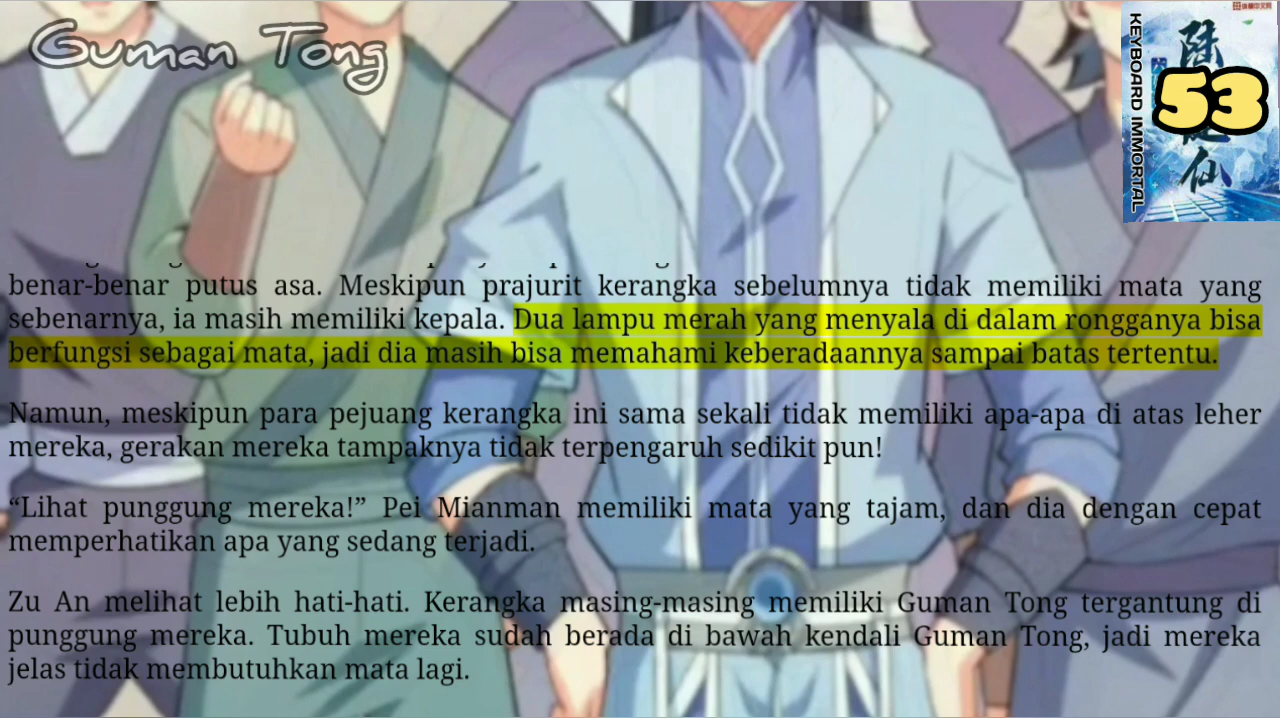 Guman Tong
KEYBOARD IMMORTAL
53
仙
benar-benar putus asa. Meskipun prajurit kerangka sebelumnya tidak memiliki mata yang
sebenarnya, ia masih memiliki kepala. Dua lampu merah yang menyala di dalam rongganya bisa
berfungsi sebagai mata, jadi dia masih bisa memahami keberadaannya sampai batas tertentu.
Namun, meskipun para pejuang kerangka ini sama sekali tidak memiliki apa-apa di atas leher
mereka, gerakan mereka tampaknya tidak terpengaruh sedikit pun!
“Lihat punggung mereka!” Pei Mianman memiliki mata yang tajam, dan dia dengan cepat
memperhatikan apa yang sedang terjadi.
Zu An melihat lebih hati-hati. Kerangka masing-masing memiliki Guman Tong tergantung di
punggung mereka. Tubuh mereka sudah berada di bawah kendali Guman Tong, jadi mereka
jelas tidak membutuhkan mata lagi.